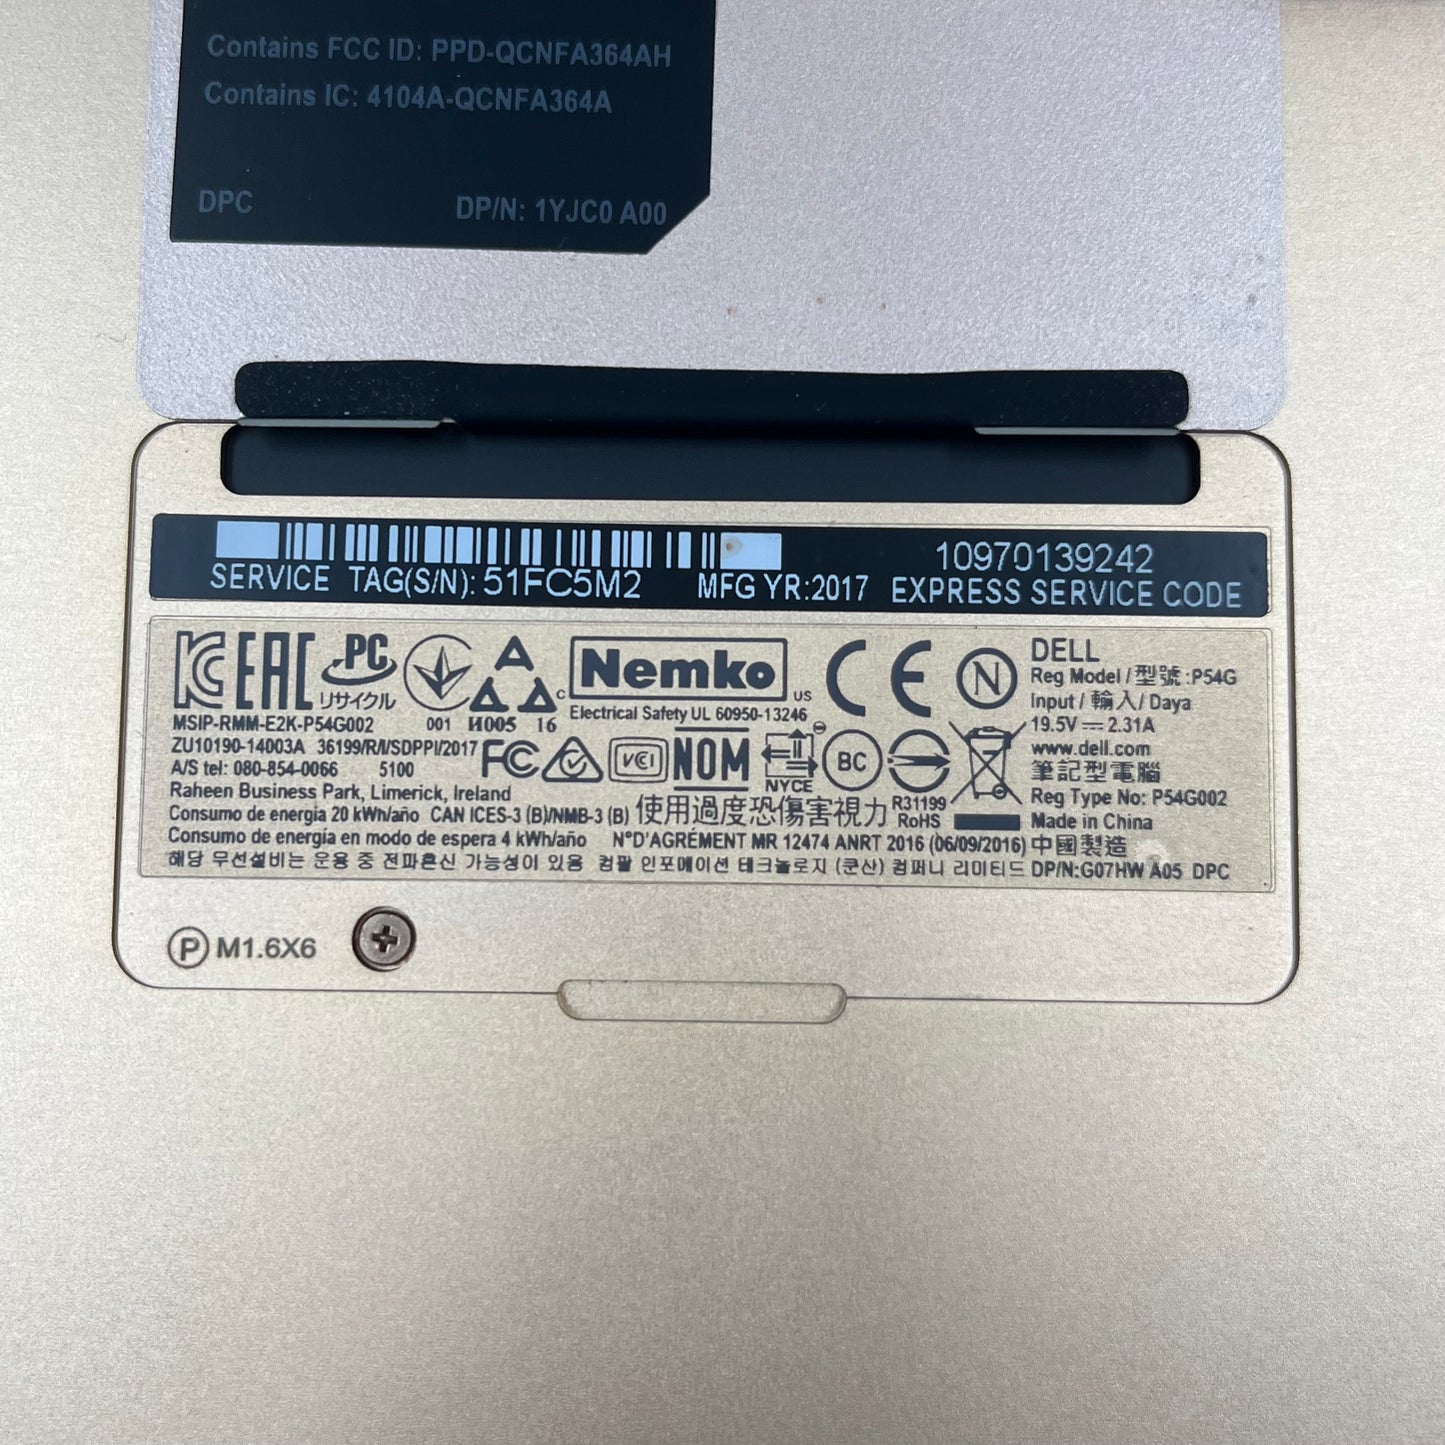 Contains FCC ID: PPD-QCNFA364AH
Contains IC: 4104A-QCNFA364A
DPC DP/N: 1YJC0 A00
10970139242
SERVICE TAG(S/N): 51FC5M2 MFG YR:2017 EXPRESS SERVICE CODE
EAC PC Nemko CE N DELL
リサイクル C US Reg Model / 型號 :P54G
MSIP-RMM-E2K-P54G002 001 И005 16 Electrical Safety UL 60950-13246 Input / 輸入 / Daya
19.5V ⎓ 2.31A
ZU10190-14003A 36199/R/I/SDPPI/2017 FC VCI NOM BC www.dell.com
A/S tel: 080-854-0066 5100 NYCE 筆記型電腦
Raheen Business Park, Limerick, Ireland R31199 Reg Type No: P54G002
Consumo de energía 20 kWh/año CAN ICES-3 (B)/NMB-3 (B) 使用過度恐傷害視力 RoHS Made in China
Consumo de energía en modo de espera 4 kWh/año N°D'AGRÉMENT MR 12474 ANRT 2016 (06/09/2016) 中國製造
해당 무선설비는 운용 중 전파혼신 가능성이 있음 컴팔 인포메이션 테크놀로지 (쿤산) 컴퍼니 리미티드 DP/N:G07HW A05 DPC
P M1.6X6